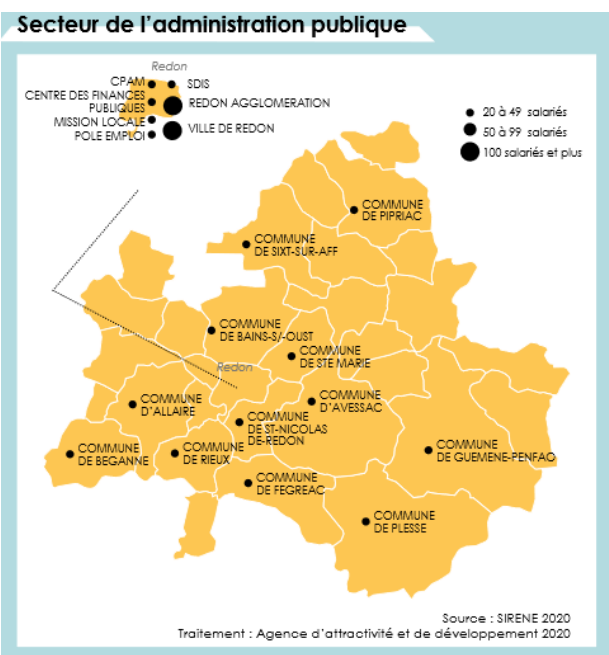 Secteur de l'administration publique
Redon
CPAM
SDIS
CENTRE DES FINANCES
PUBLIQUES
REDON AGGLOMERATION
MISSION LOCALE
VILLE DE REDON
POLE EMPLOI
20 à 49 salariés
50 à 99 salariés
100 salariés et plus
COMMUNE
DE PIPRIAC
COMMUNE
DE SIXT-SUR-AFF
COMMUNE
DE BAINS-S/-OUST
COMMUNE
DE STE MARIE
Redon
COMMUNE
D'ALLAIRE
COMMUNE
D'AVESSAC
COMMUNE
DE ST-NICOLAS
DE-REDON
COMMUNE
DE BEGANNE
COMMUNE
DE RIEUX
COMMUNE
DE GUEMENE-PENFAO
COMMUNE
DE FEGREAC
COMMUNE
DE PLESSE
Source : SIRENE 2020
Traitement : Agence d'attractivité et de développement 2020